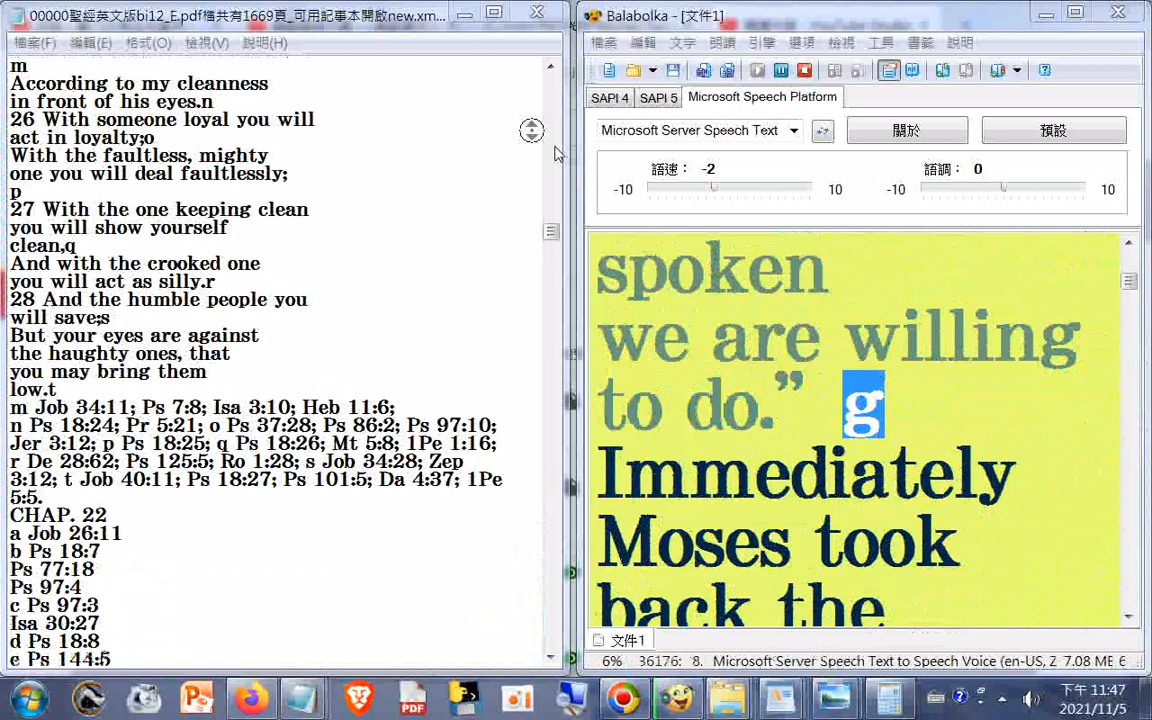 00000聖經英文版bi12_E.pdf檔共有1669頁_可用記事本開啟new.xm...
檔案(F) 編輯(E) 格式(O) 檢視(V) 說明(H)
m
According to my cleanness
in front of his eyes.n
26 With someone loyal you will
act in loyalty;o
With the faultless, mighty
one you will deal faultlessly;
p
27 With the one keeping clean
you will show yourself
clean,q
And with the crooked one
you will act as silly.r
28 And the humble people you
will save;s
But your eyes are against
the haughty ones, that
you may bring them
low.t
m Job 34:11; Ps 7:8; Isa 3:10; Heb 11:6;
n Ps 18:24; Pr 5:21; o Ps 37:28; Ps 86:2; Ps 97:10;
Jer 3:12; p Ps 18:25; q Ps 18:26; Mt 5:8; 1Pe 1:16;
r De 28:62; Ps 125:5; Ro 1:28; s Job 34:28; Zep
3:12; t Job 40:11; Ps 18:27; Ps 101:5; Da 4:37; 1Pe
5:5.
CHAP. 22
a Job 26:11
b Ps 18:7
Ps 77:18
Ps 97:4
c Ps 97:3
Isa 30:27
d Ps 18:8
e Ps 144:5
Balabolka - [文件1]
檔案 編輯 文字 朗讀 引擎 選項 檢視 工具 書籤 說明
SAPI 4 SAPI 5 Microsoft Speech Platform
Microsoft Server Speech Text 關於 預設
語速: -2 語調: 0
-10 10 -10 10
spoken
we are willing
to do.” g
Immediately
Moses took
back the
文件1
6% 36176: 8. Microsoft Server Speech Text to Speech Voice (en-US, Z 7.08 MB 6
PDF
下午 11:47
2021/11/5